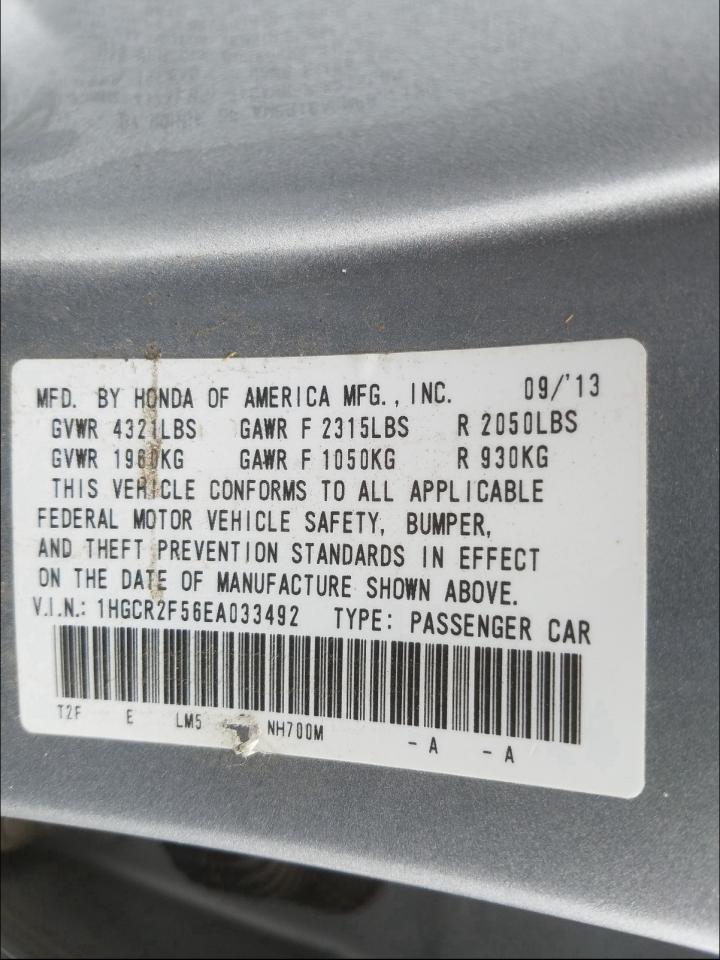 MFD. BY HONDA OF AMERICA MFG., INC. 09/'13
GVWR 4321LBS GAWR F 2315LBS R 2050LBS
GVWR 1960KG GAWR F 1050KG R 930KG
THIS VEHICLE CONFORMS TO ALL APPLICABLE
FEDERAL MOTOR VEHICLE SAFETY, BUMPER,
AND THEFT PREVENTION STANDARDS IN EFFECT
ON THE DATE OF MANUFACTURE SHOWN ABOVE.
V.I.N.: 1HGCR2F56EA033492 TYPE: PASSENGER CAR
T2F E LM5 NH700M -A -A